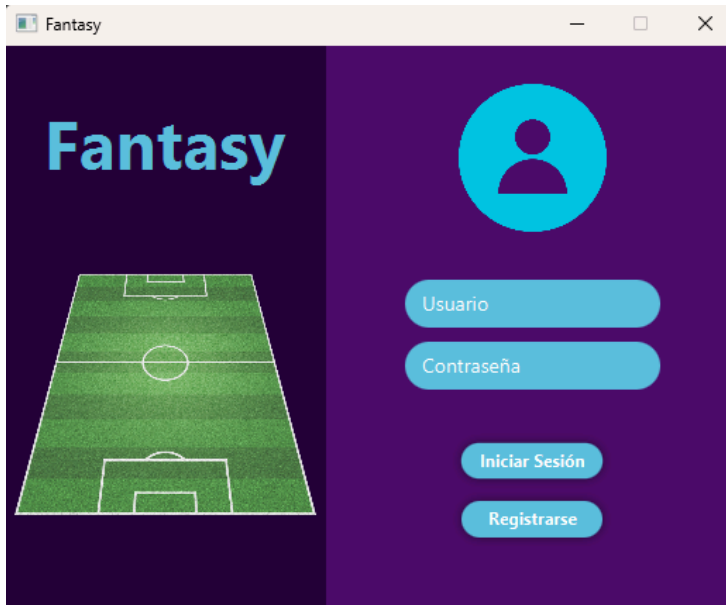 Fantasy
Fantasy
Usuario
Contraseña
Iniciar Sesión
Registrarse